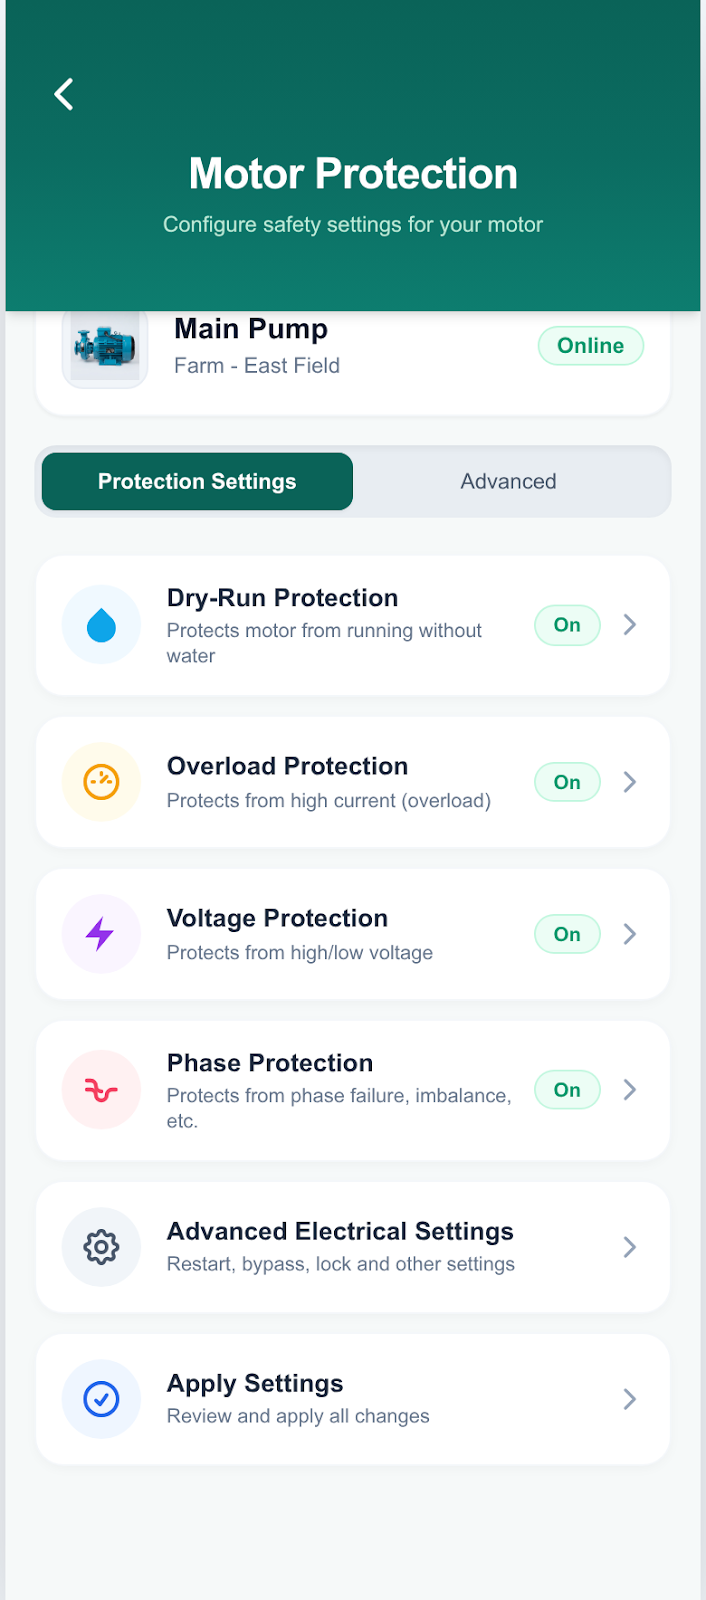 Motor Protection
Configure safety settings for your motor
Main Pump
Farm - East Field
Online
Protection Settings
Advanced
Dry-Run Protection
Protects motor from running without
water
On
Overload Protection
Protects from high current (overload)
On
Voltage Protection
Protects from high/low voltage
On
Phase Protection
Protects from phase failure, imbalance,
etc.
On
Advanced Electrical Settings
Restart, bypass, lock and other settings
Apply Settings
Review and apply all changes